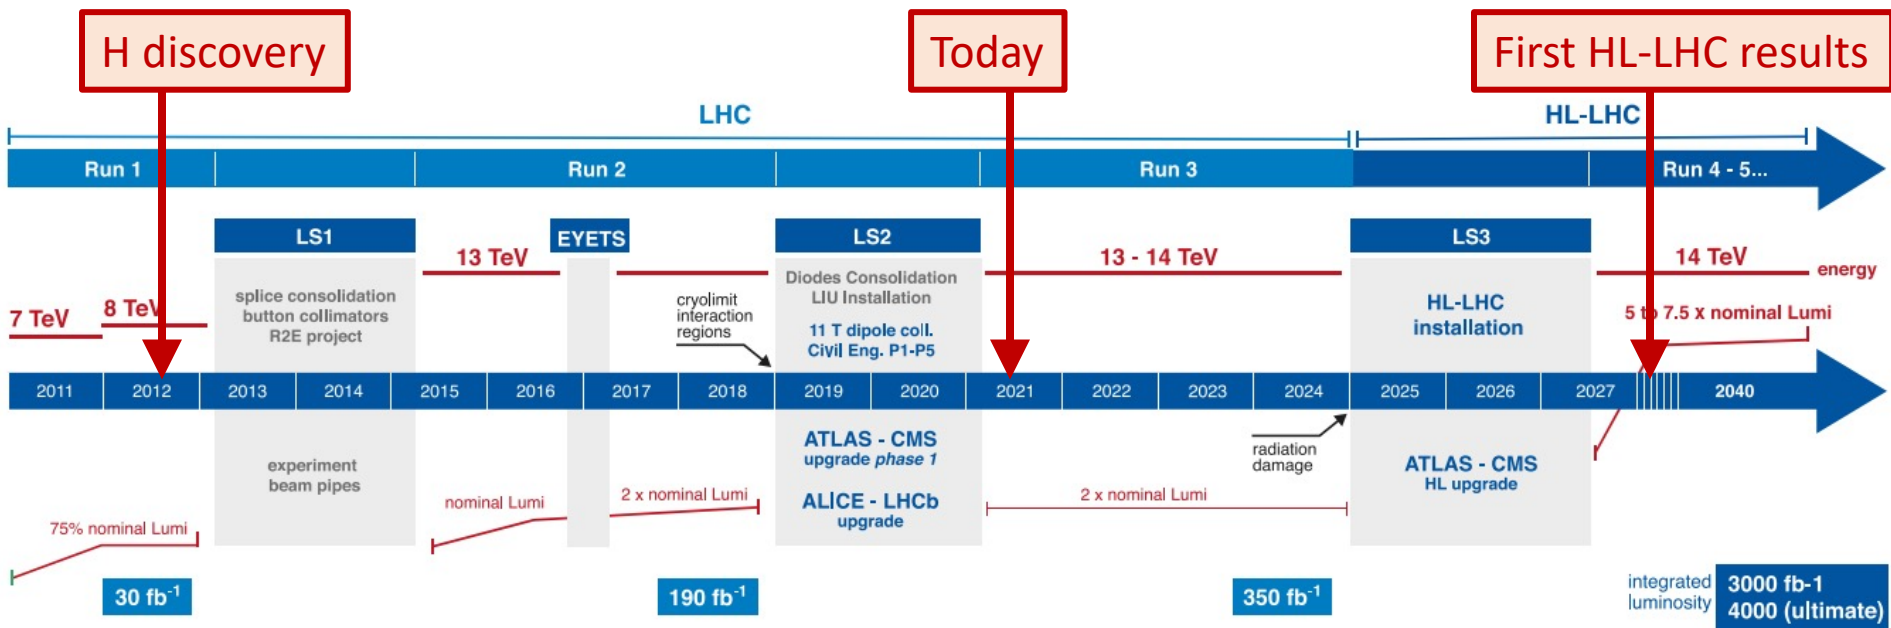 H discovery
Today
First HL-LHC results
LHC
HL-LHC
Run 1
Run 2
Run 3
Run 4 - 5...
LS1
EYETS
LS2
LS3
13 TeV
13 - 14 TeV
14 TeV
energy
7 TeV
8 TeV
splice consolidation
button collimators
R2E project
cryolimit
interaction
regions
Diodes Consolidation
LIU Installation
11 T dipole coll.
Civil Eng. P1-P5
HL-LHC
installation
5 to 7.5 x nominal Lumi
2011
2012
2013
2014
2015
2016
2017
2018
2019
2020
2021
2022
2023
2024
2025
2026
2027
2040
experiment
beam pipes
ATLAS - CMS
upgrade phase 1
ALICE - LHCb
upgrade
radiation
damage
ATLAS - CMS
HL upgrade
75% nominal Lumi
nominal Lumi
2 x nominal Lumi
2 x nominal Lumi
30 fb⁻¹
190 fb⁻¹
350 fb⁻¹
integrated
luminosity
3000 fb-1
4000 (ultimate)